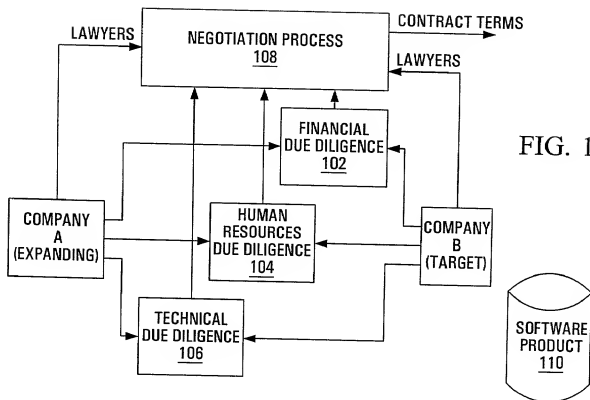 CONTRACT TERMS
LAWYERS
NEGOTIATION PROCESS
108
LAWYERS
FINANCIAL
DUE DILIGENCE
102
FIG. 1
COMPANY
A
(EXPANDING)
HUMAN
RESOURCES
DUE DILIGENCE
104
COMPANY
B
(TARGET)
TECHNICAL
DUE DILIGENCE
106
SOFTWARE
PRODUCT
110